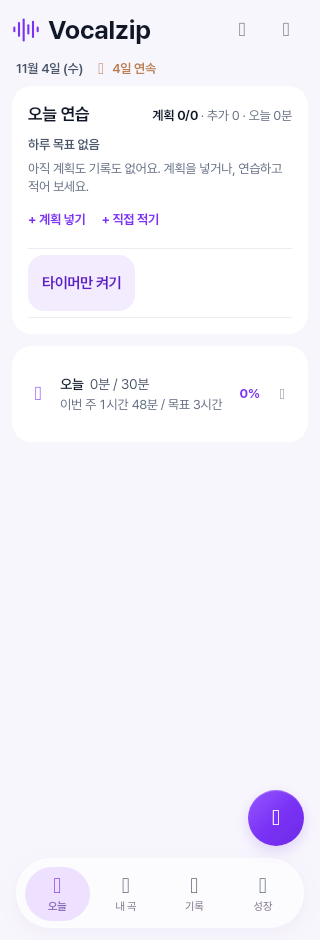 Vocalzip
11월 4일 (수) 4일 연속
오늘 연습 계획 0/0 · 추가 0 · 오늘 0분
하루 목표 없음
아직 계획도 기록도 없어요. 계획을 넣거나, 연습하고
적어 보세요.
+ 계획 넣기 + 직접 적기
타이머만 켜기
오늘 0분 / 30분
이번 주 1시간 48분 / 목표 3시간
0%
오늘 내 곡 기록 성장